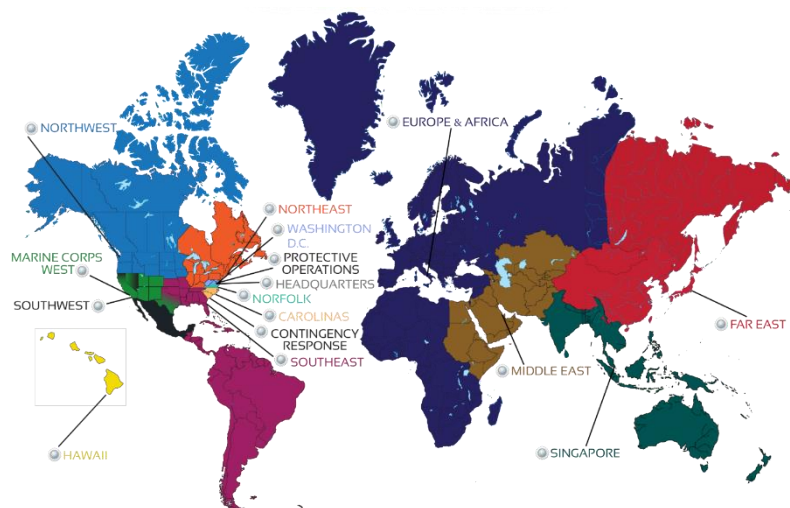 NORTHWEST
EUROPE & AFRICA
NORTHEAST
WASHINGTON
D.C.
PROTECTIVE
OPERATIONS
HEADQUARTERS
NORFOLK
CAROLINAS
CONTINGENCY
RESPONSE
SOUTHEAST
MARINE CORPS
WEST
SOUTHWEST
HAWAII
FAR EAST
MIDDLE EAST
SINGAPORE